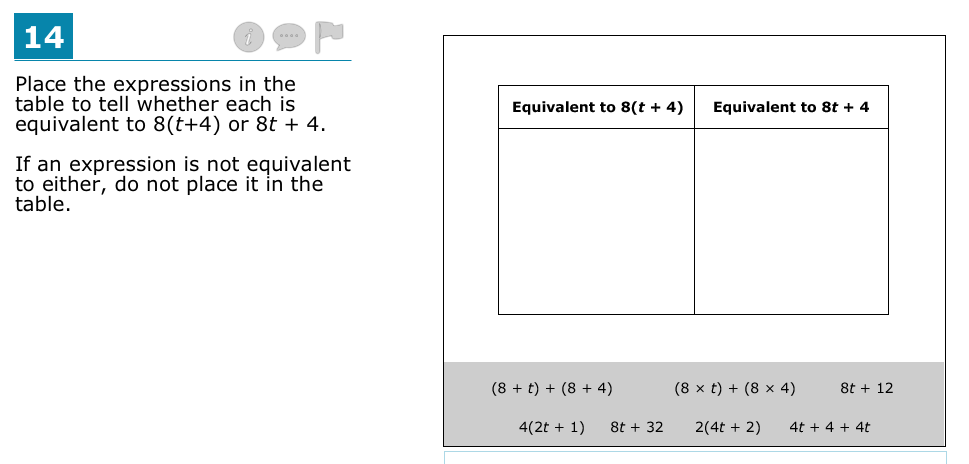 14
Place the expressions in the
table to tell whether each is
equivalent to 8(t+4) or 8t + 4.
If an expression is not equivalent
to either, do not place it in the
table.
Equivalent to 8(t + 4) Equivalent to 8t + 4
(8 + t) + (8 + 4) (8 × t) + (8 × 4) 8t + 12
4(2t + 1) 8t + 32 2(4t + 2) 4t + 4 + 4t